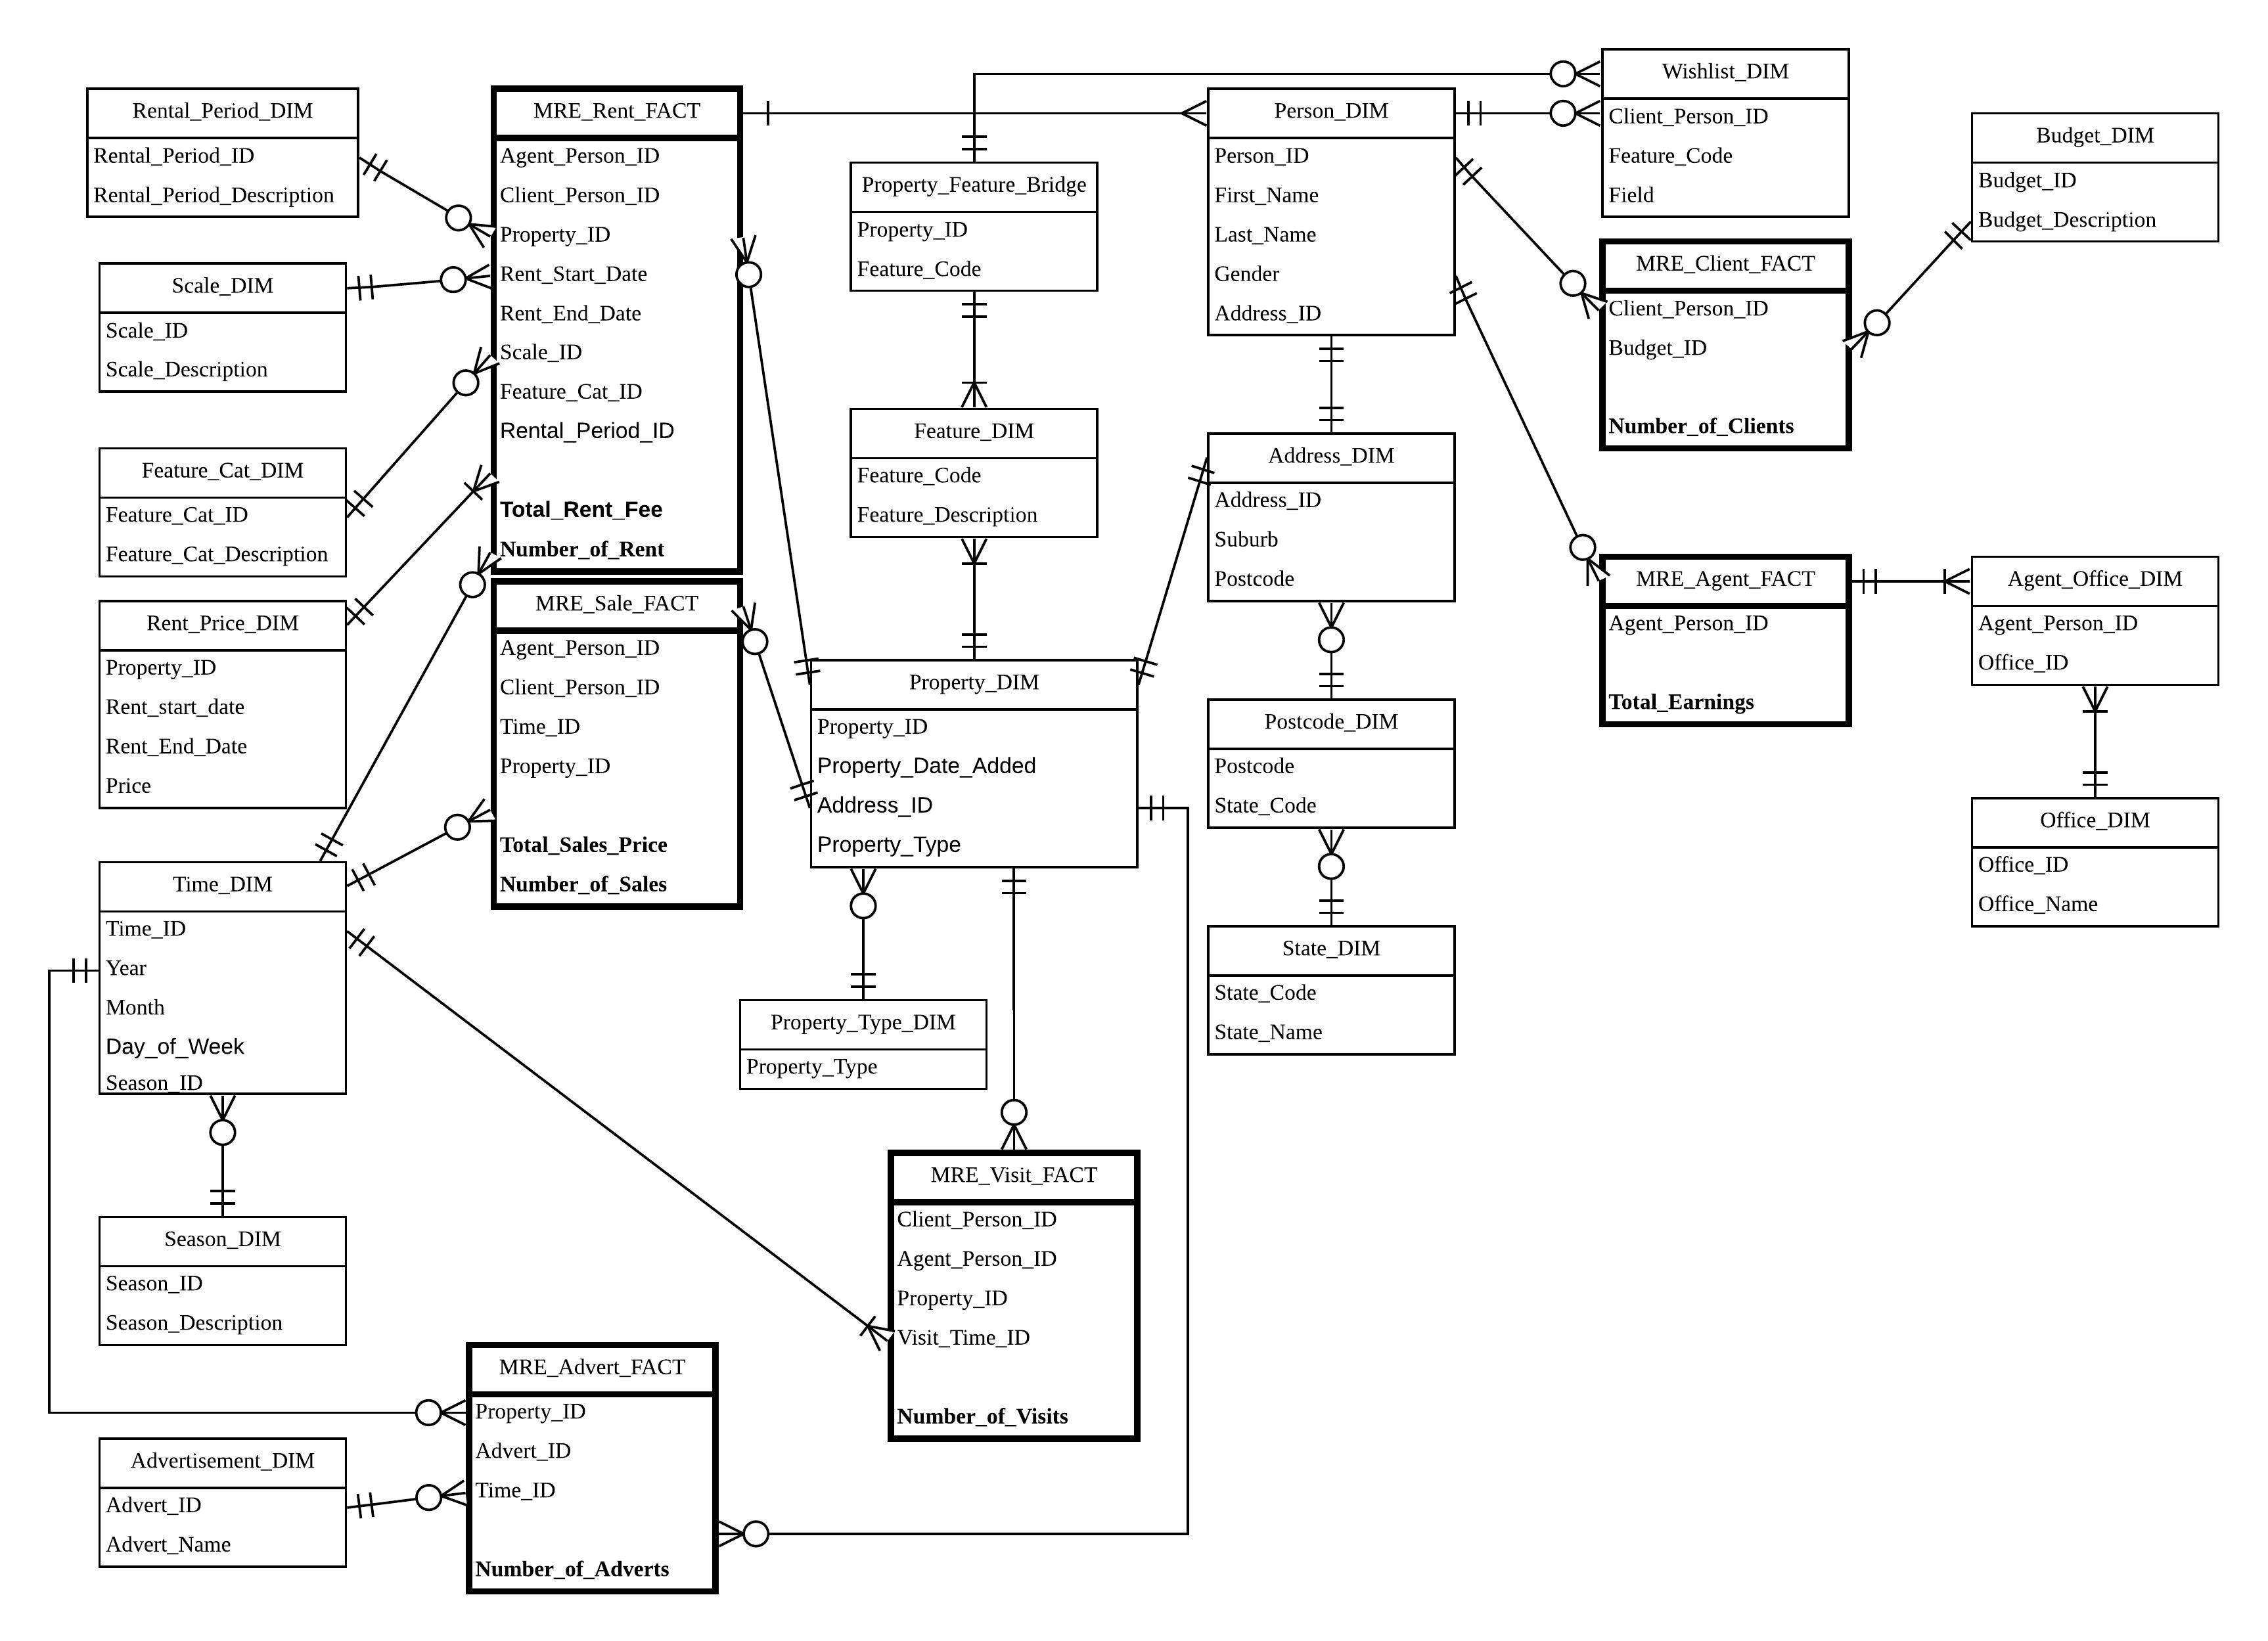 Rental_Period_DIM
Rental_Period_ID
Rental_Period_Description
Scale_DIM
Scale_ID
Scale_Description
Feature_Cat_DIM
Feature_Cat_ID
Feature_Cat_Description
Rent_Price_DIM
Property_ID
Rent_start_date
Rent_End_Date
Price
Time_DIM
Time_ID
Year
Month
Day_of_Week
Season_ID
Season_DIM
Season_ID
Season_Description
Advertisement_DIM
Advert_ID
Advert_Name
MRE_Rent_FACT
Agent_Person_ID
Client_Person_ID
Property_ID
Rent_Start_Date
Rent_End_Date
Scale_ID
Feature_Cat_ID
Rental_Period_ID
Total_Rent_Fee
Number_of_Rent
MRE_Sale_FACT
Agent_Person_ID
Client_Person_ID
Time_ID
Property_ID
Total_Sales_Price
Number_of_Sales
MRE_Advert_FACT
Property_ID
Advert_ID
Time_ID
Number_of_Adverts
Property_Feature_Bridge
Property_ID
Feature_Code
Feature_DIM
Feature_Code
Feature_Description
Property_DIM
Property_ID
Property_Date_Added
Address_ID
Property_Type
Property_Type_DIM
Property_Type
MRE_Visit_FACT
Client_Person_ID
Agent_Person_ID
Property_ID
Visit_Time_ID
Number_of_Visits
Person_DIM
Person_ID
First_Name
Last_Name
Gender
Address_ID
Address_DIM
Address_ID
Suburb
Postcode
Postcode_DIM
Postcode
State_Code
State_DIM
State_Code
State_Name
Wishlist_DIM
Client_Person_ID
Feature_Code
Field
MRE_Client_FACT
Client_Person_ID
Budget_ID
Number_of_Clients
MRE_Agent_FACT
Agent_Person_ID
Total_Earnings
Budget_DIM
Budget_ID
Budget_Description
Agent_Office_DIM
Agent_Person_ID
Office_ID
Office_DIM
Office_ID
Office_Name